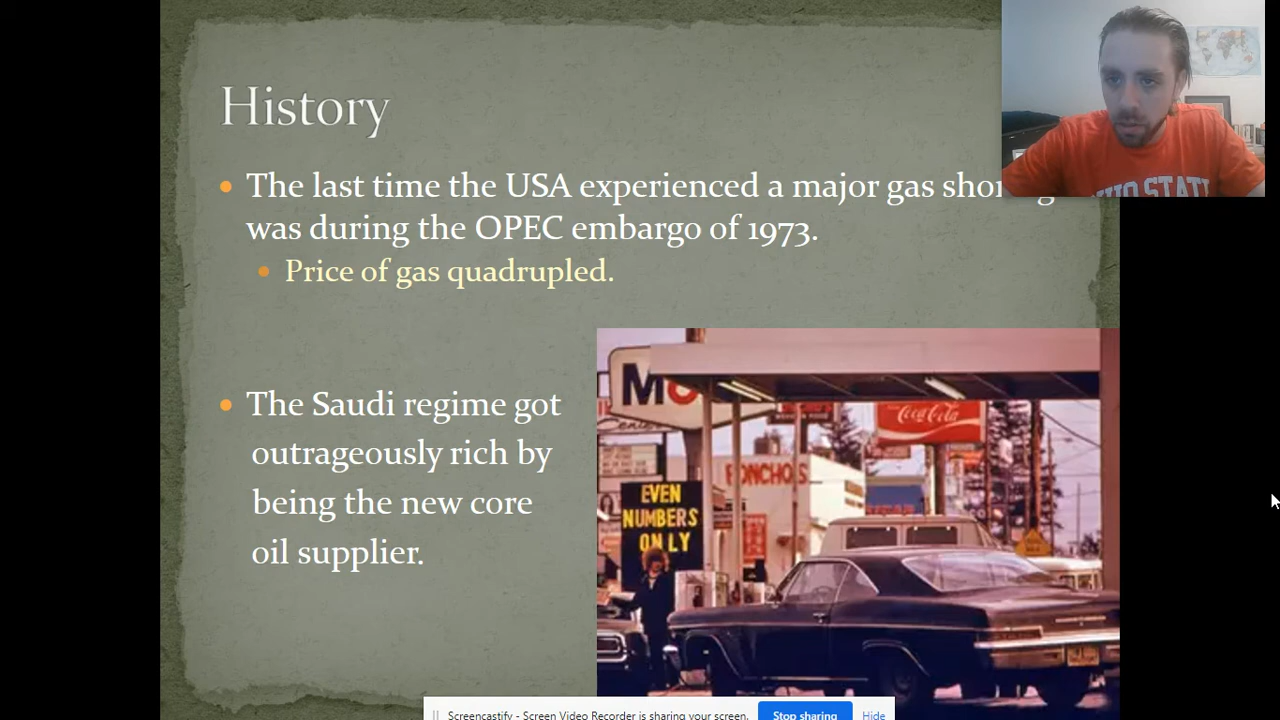 History
The last time the USA experienced a major gas
was during the OPEC embargo of 1973.
Price of gas quadrupled.
The Saudi regime got
outrageously rich by
being the new core
oil supplier.
Coca-Cola
EVEN
NUMBERS
ONLY
Screencastify - Screen Video Recorder is sharing your screen. Stop sharing Hide